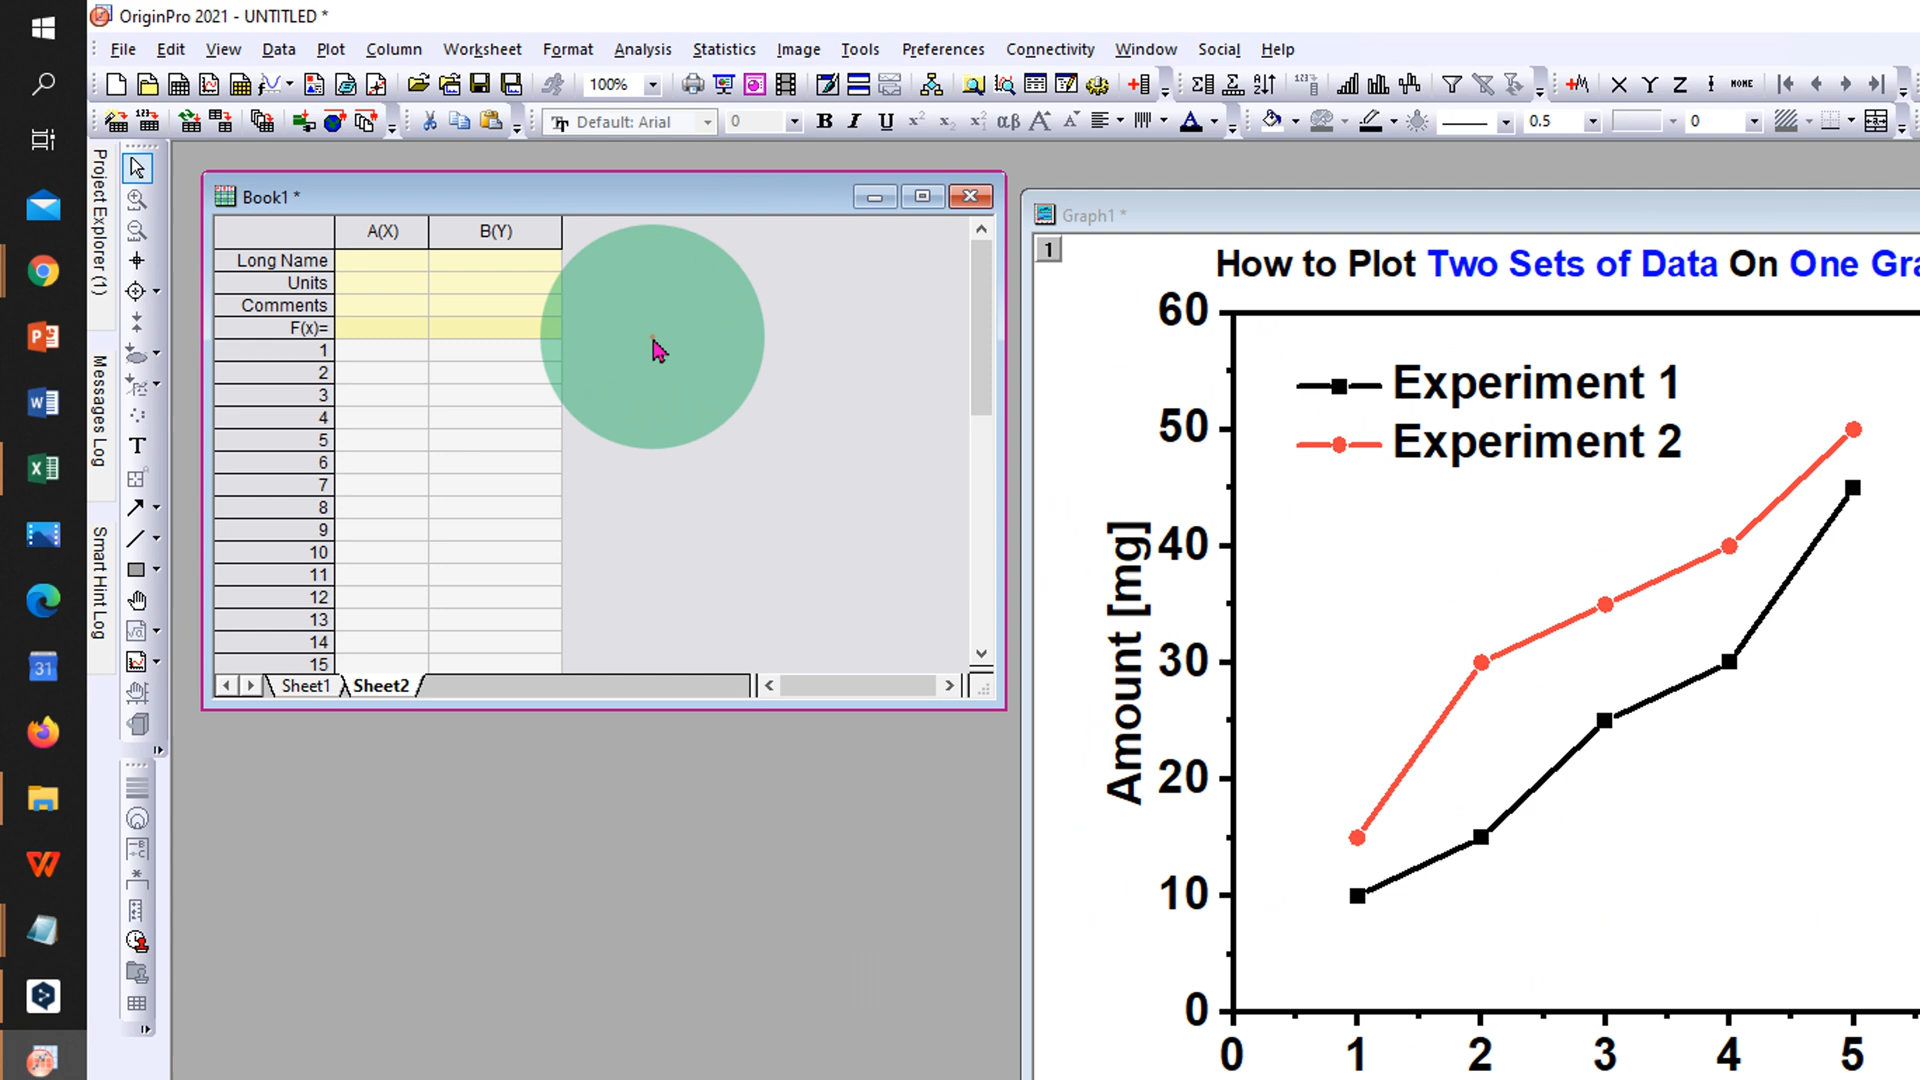 OriginPro 2021 - UNTITLED *
File Edit View Data Plot Column Worksheet Format Analysis Statistics Image Tools Preferences Connectivity Window Social Help
100%
X Y Z HOME
Default: Arial 0 B I U αβ A A 0.5 0
Project Explorer (1)
Messages Log
Smart Hint Log
T
31
Book1 *
A(X) B(Y)
Long Name
Units
Comments
F(x)=
1
2
3
4
5
6
7
8
9
10
11
12
13
14
15
Sheet1 Sheet2
Graph1 *
1
How to Plot Two Sets of Data On One Gra
Experiment 1
Experiment 2
Amount [mg]
60
50
40
30
20
10
0
0 1 2 3 4 5